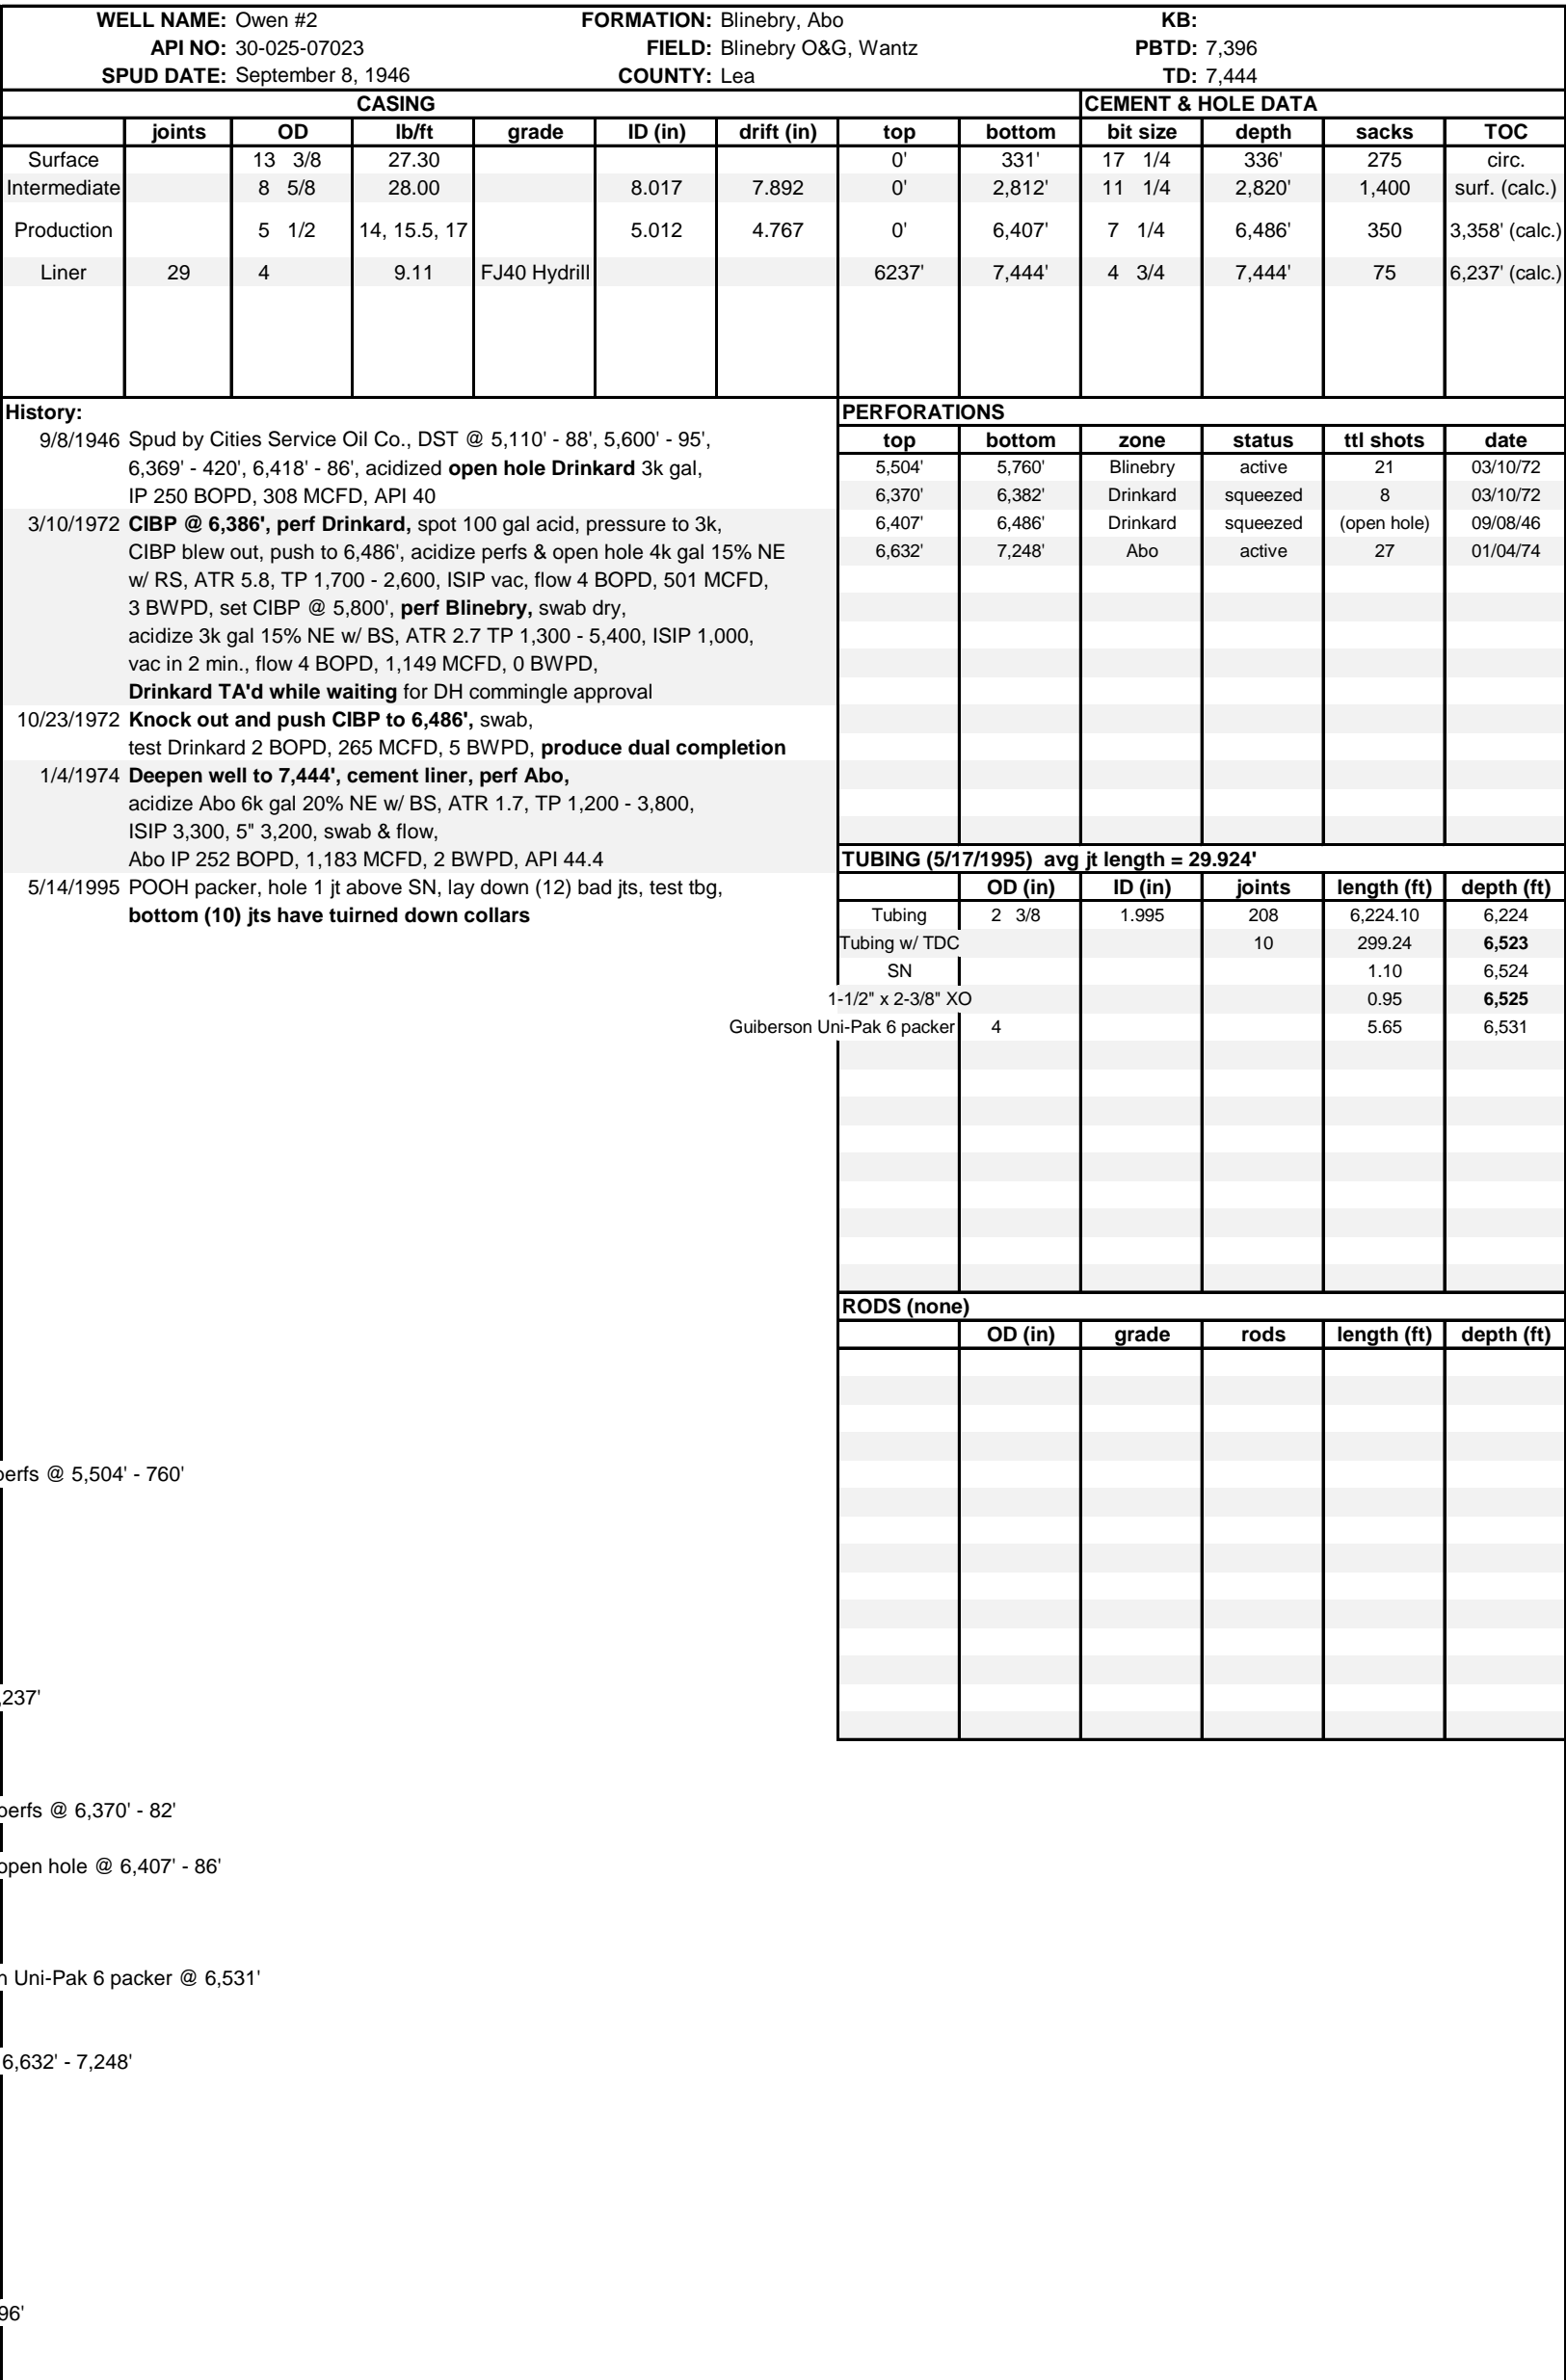 WELL NAME: Owen #2 FORMATION: Blinebry, Abo KB:
API NO: 30-025-07023 FIELD: Blinebry O&G, Wantz PBTD: 7,396
SPUD DATE: September 8, 1946 COUNTY: Lea TD: 7,444
CASING CEMENT & HOLE DATA
joints OD lb/ft grade ID (in) drift (in) top bottom bit size depth sacks TOC
Surface 13 3/8 27.30 0' 331' 17 1/4 336' 275 circ.
Intermediate 8 5/8 28.00 8.017 7.892 0' 2,812' 11 1/4 2,820' 1,400 surf. (calc.)
Production 5 1/2 14, 15.5, 17 5.012 4.767 0' 6,407' 7 1/4 6,486' 350 3,358' (calc.)
Liner 29 4 9.11 FJ40 Hydrill 6237' 7,444' 4 3/4 7,444' 75 6,237' (calc.)
History:
9/8/1946 Spud by Cities Service Oil Co., DST @ 5,110' - 88', 5,600' - 95',
6,369' - 420', 6,418' - 86', acidized open hole Drinkard 3k gal,
IP 250 BOPD, 308 MCFD, API 40
3/10/1972 CIBP @ 6,386', perf Drinkard, spot 100 gal acid, pressure to 3k,
CIBP blew out, push to 6,486', acidize perfs & open hole 4k gal 15% NE
w/ RS, ATR 5.8, TP 1,700 - 2,600, ISIP vac, flow 4 BOPD, 501 MCFD,
3 BWPD, set CIBP @ 5,800', perf Blinebry, swab dry,
acidize 3k gal 15% NE w/ BS, ATR 2.7 TP 1,300 - 5,400, ISIP 1,000,
vac in 2 min., flow 4 BOPD, 1,149 MCFD, 0 BWPD,
Drinkard TA'd while waiting for DH commingle approval
10/23/1972 Knock out and push CIBP to 6,486', swab,
test Drinkard 2 BOPD, 265 MCFD, 5 BWPD, produce dual completion
1/4/1974 Deepen well to 7,444', cement liner, perf Abo,
acidize Abo 6k gal 20% NE w/ BS, ATR 1.7, TP 1,200 - 3,800,
ISIP 3,300, 5" 3,200, swab & flow,
Abo IP 252 BOPD, 1,183 MCFD, 2 BWPD, API 44.4
5/14/1995 POOH packer, hole 1 jt above SN, lay down (12) bad jts, test tbg,
bottom (10) jts have tuirned down collars
PERFORATIONS
top bottom zone status ttl shots date
5,504' 5,760' Blinebry active 21 03/10/72
6,370' 6,382' Drinkard squeezed 8 03/10/72
6,407' 6,486' Drinkard squeezed (open hole) 09/08/46
6,632' 7,248' Abo active 27 01/04/74
TUBING (5/17/1995) avg jt length = 29.924'
OD (in) ID (in) joints length (ft) depth (ft)
Tubing 2 3/8 1.995 208 6,224.10 6,224
Tubing w/ TDC 10 299.24 6,523
SN 1.10 6,524
1-1/2" x 2-3/8" XO 0.95 6,525
Guiberson Uni-Pak 6 packer 4 5.65 6,531
RODS (none)
OD (in) grade rods length (ft) depth (ft)
perfs @ 5,504' - 760'
,237'
perfs @ 6,370' - 82'
open hole @ 6,407' - 86'
n Uni-Pak 6 packer @ 6,531'
6,632' - 7,248'
96'